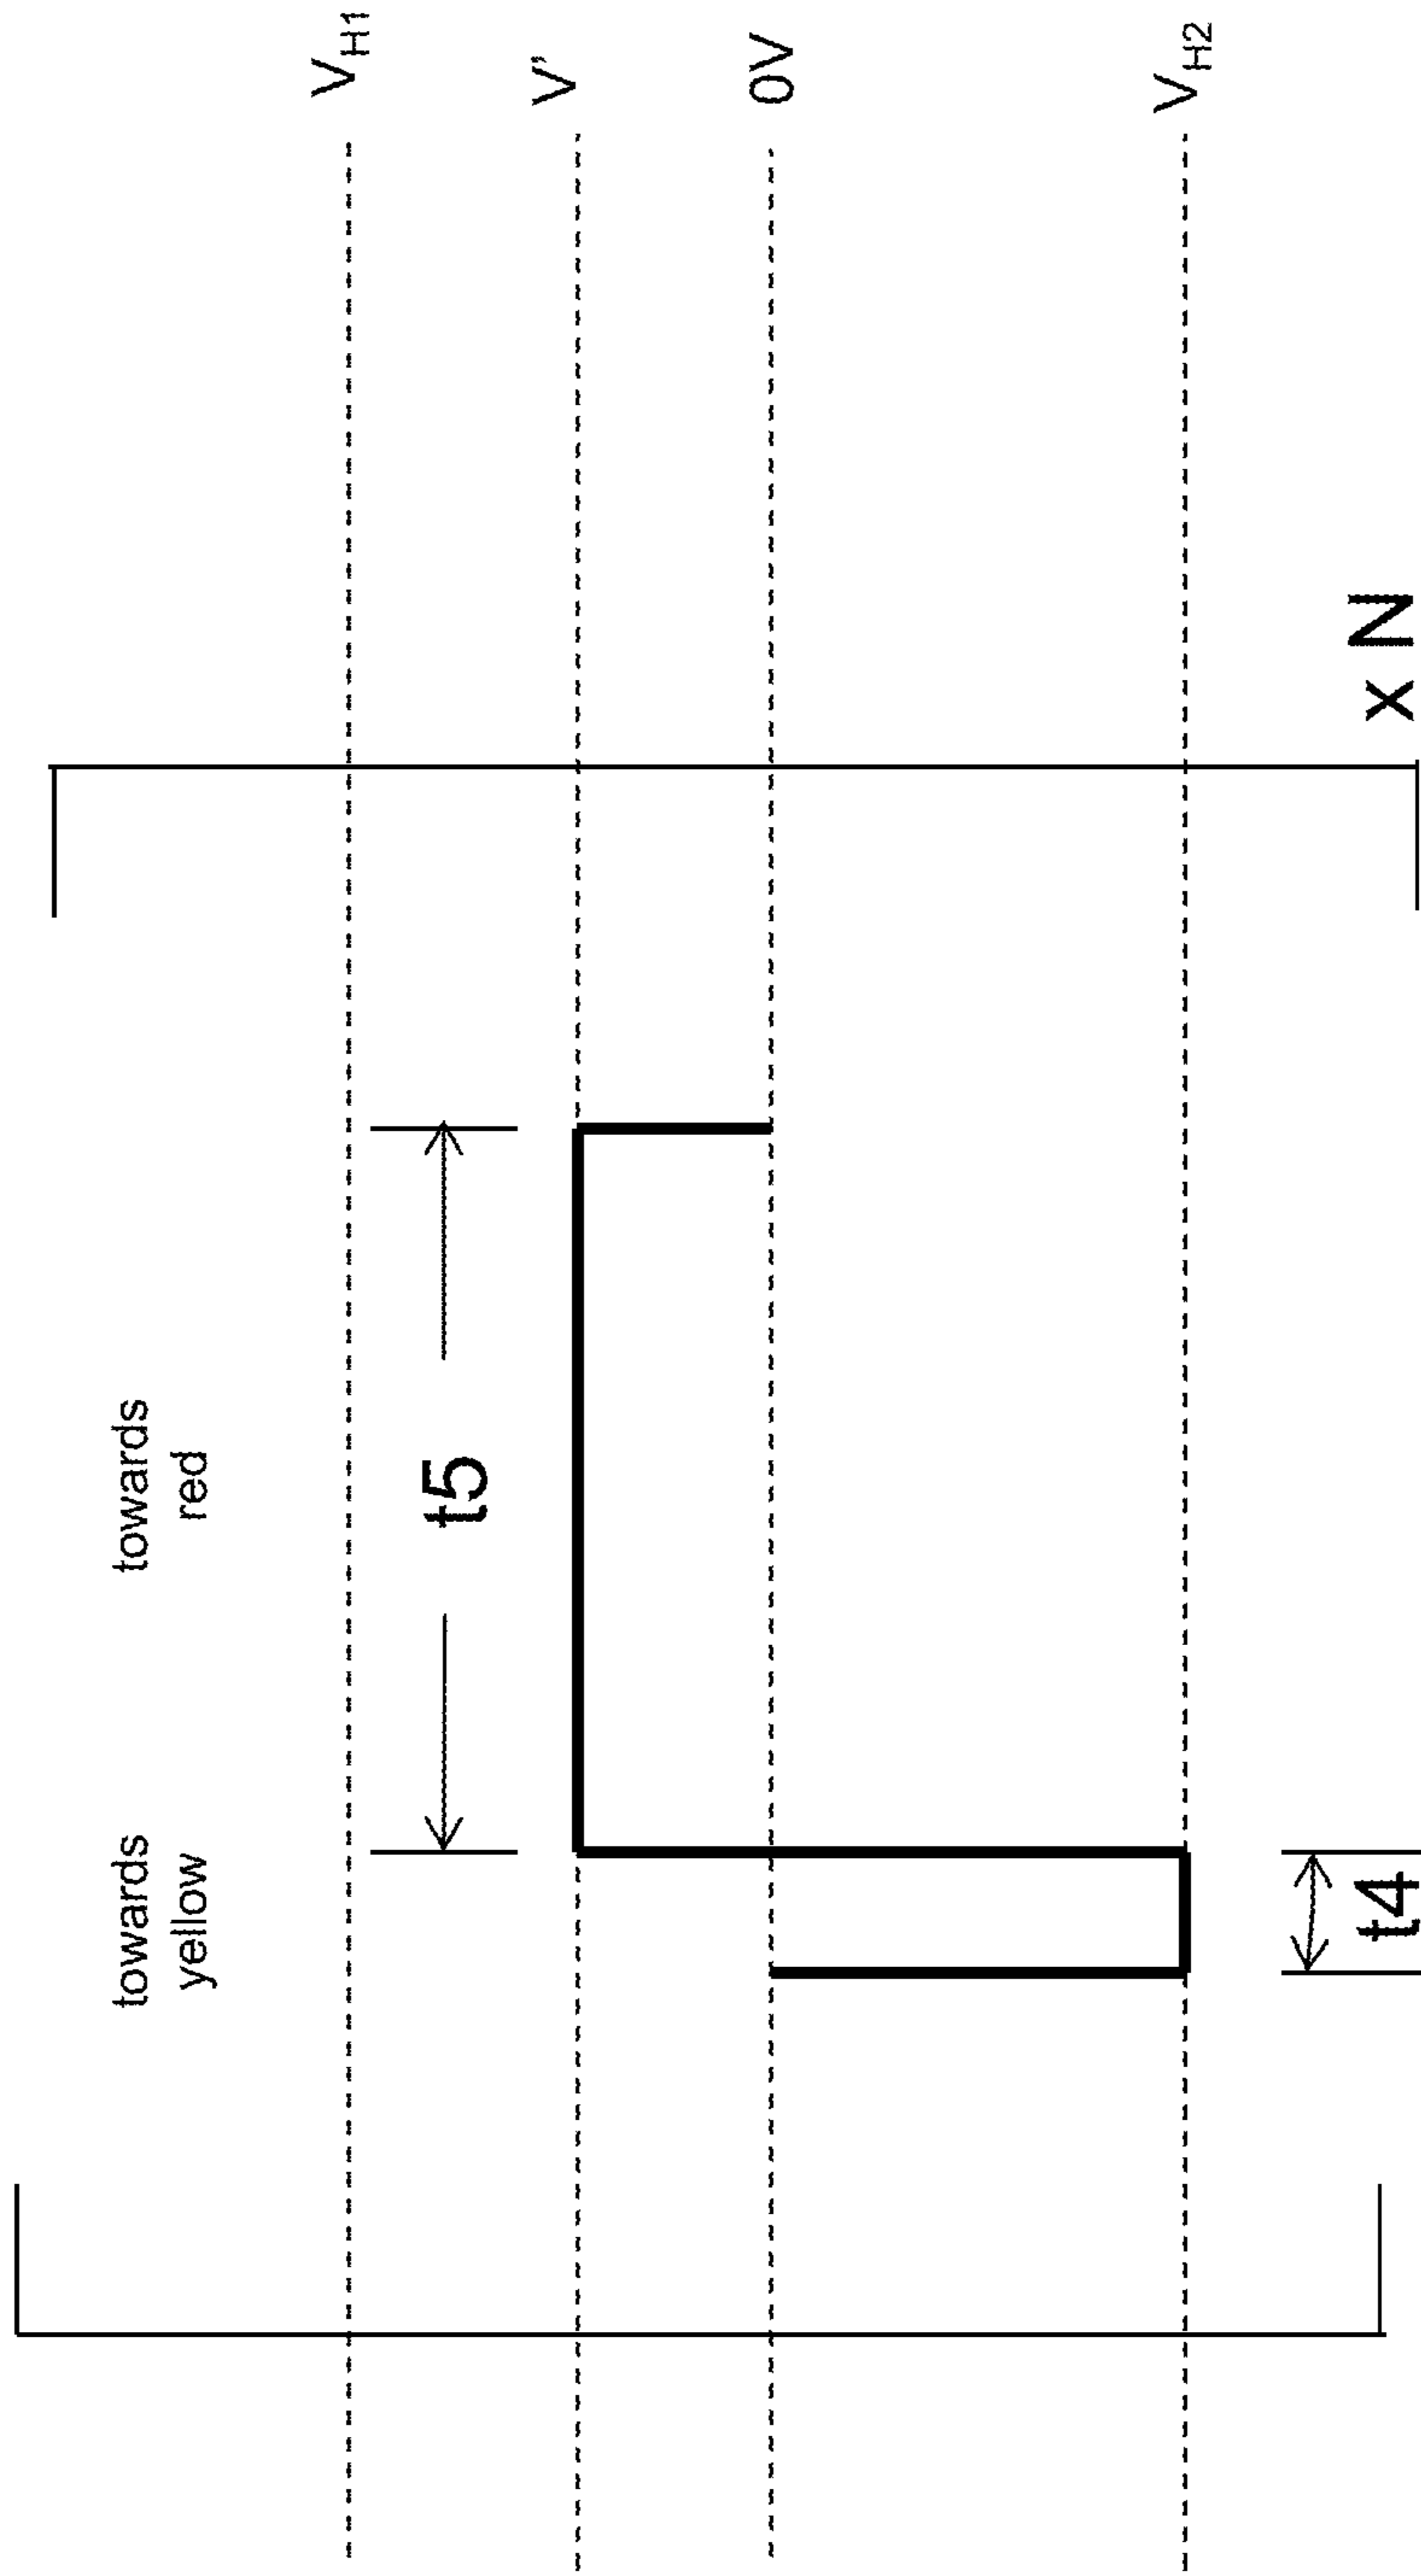 towards
yellow
towards
red
V_H1
t5
V'
0V
V_H2
t4
x N